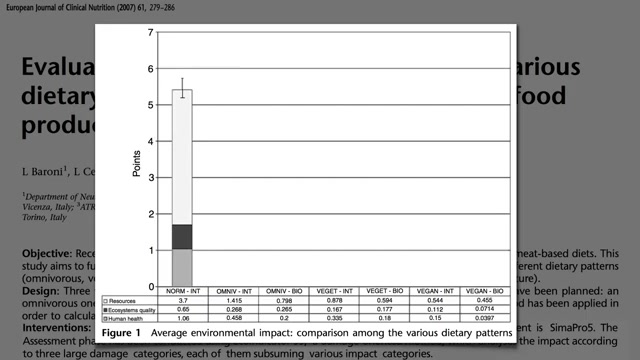 European Journal of Clinical Nutrition (2007) 61, 279–286
Evalua
arious
dietary
food
produc
L Baroni¹, L Ce
¹Department of Neu
Vicenza, Italy; ³ATR
Torino, Italy
Objective: Rece
meat-based diets. This
study aims to fu
ferent dietary patterns
(omnivorous, v
Design: Three
ve been planned: an
omnivorous one
d has been applied in
order to calcula
Interventions:
ent is SimaPro5. The
Assessment pha
the impact according
to three large damage categories, each of them subsuming various impact categories.
Points
7
6
5
4
3
2
1
0
NORM - INT OMNIV - INT OMNIV - BIO VEGET - INT VEGET - BIO VEGAN - INT VEGAN - BIO
Resources 3.7 1.415 0.798 0.878 0.594 0.544 0.455
Ecosystems quality 0.65 0.268 0.265 0.167 0.177 0.112 0.0714
Human health 1.06 0.458 0.2 0.335 0.18 0.15 0.0397
Figure 1 Average environmental impact: comparison among the various dietary patterns